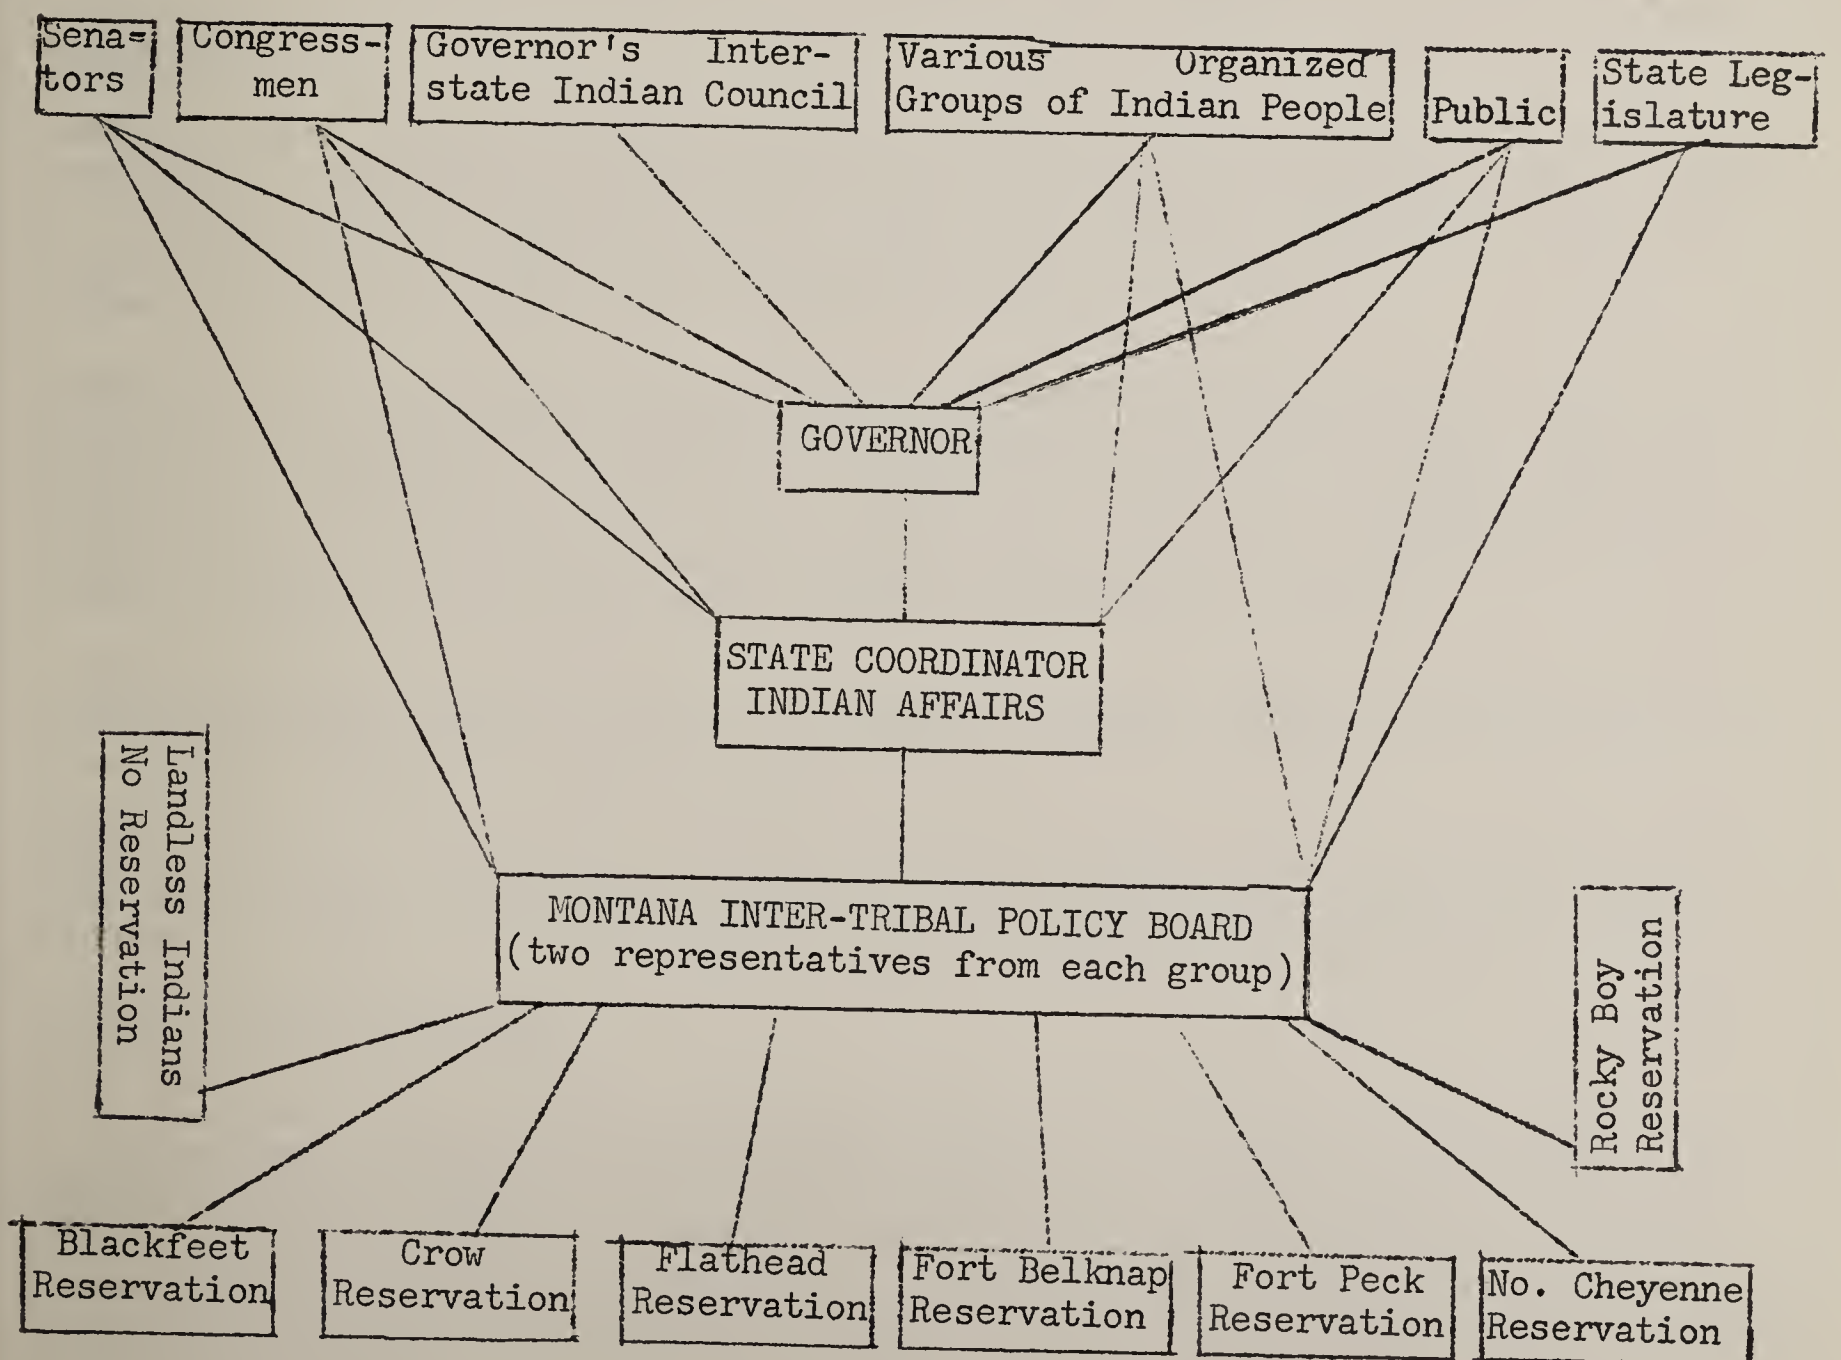 Sena-
tors
Congress-
men
Governor's Inter-
state Indian Council
Various Organized
Groups of Indian People
Public
State Leg-
islature
GOVERNOR
STATE COORDINATOR
INDIAN AFFAIRS
Landless Indians
No Reservation
MONTANA INTER-TRIBAL POLICY BOARD
(two representatives from each group)
Rocky Boy
Reservation
Blackfeet
Reservation
Crow
Reservation
Flathead
Reservation
Fort Belknap
Reservation
Fort Peck
Reservation
No. Cheyenne
Reservation